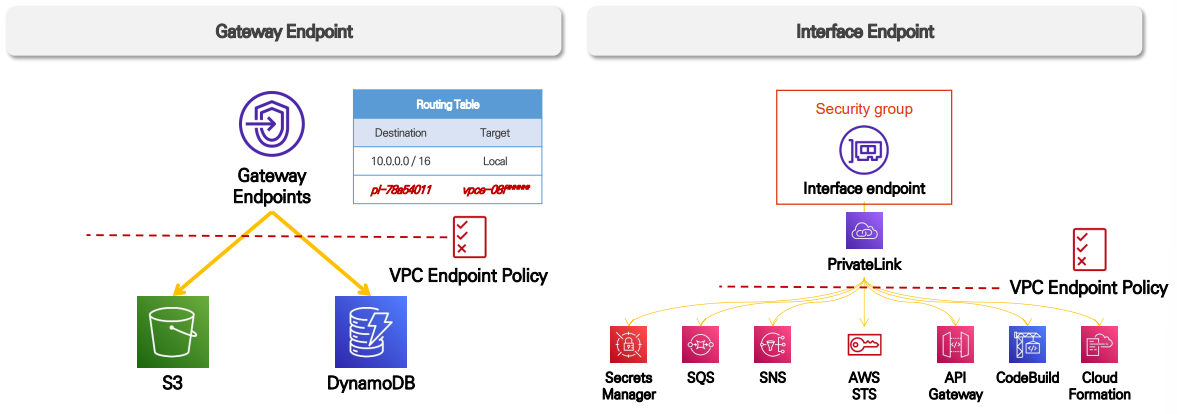 Gateway Endpoint
Gateway
Endpoints
Routing Table
Destination Target
10.0.0.0 / 16 Local
pl-78a54011 vpce-08f******
VPC Endpoint Policy
S3
DynamoDB
Interface Endpoint
Security group
Interface endpoint
PrivateLink
VPC Endpoint Policy
Secrets
Manager
SQS
SNS
AWS
STS
API
Gateway
CodeBuild
Cloud
Formation